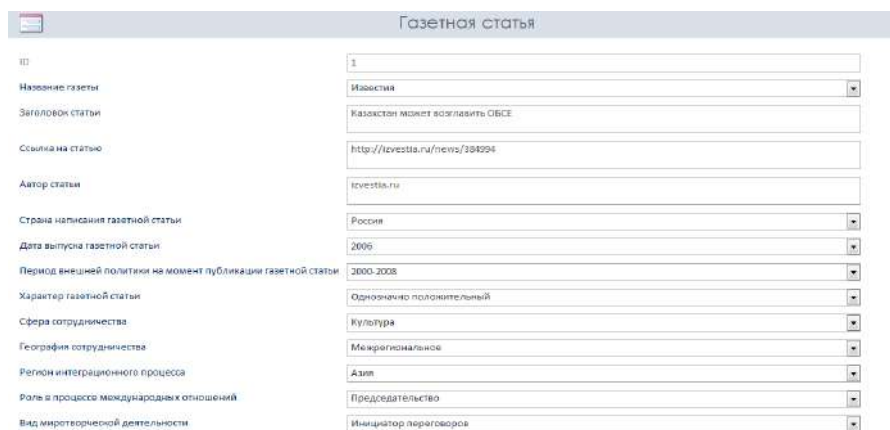 Газетная статья
ID 1
Название газеты Известия
Заголовок статьи Казахстан может возглавить ОБСЕ
Ссылка на статью http://izvestia.ru/news/384994
Автор статьи izvestia.ru
Страна написания газетной статьи Россия
Дата выпуска газетной статьи 2006
Период внешней политики на момент публикации газетной статьи 2000-2008
Характер газетной статьи Однозначно положительный
Сфера сотрудничества Культура
География сотрудничества Межрегиональное
Регион интеграционного процесса Азия
Роль в процессе международных отношений Председательство
Вид миротворческой деятельности Инициатор переговоров